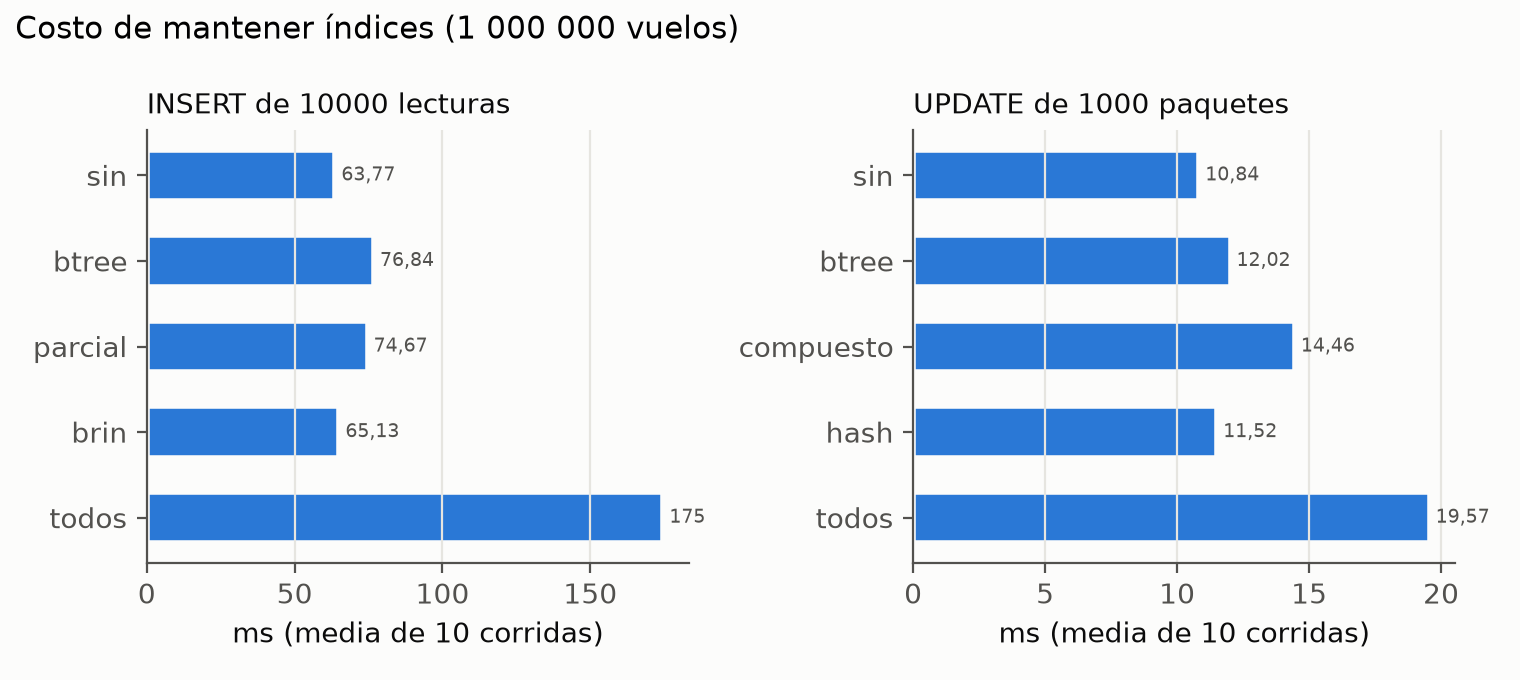 Costo de mantener índices (1 000 000 vuelos)
INSERT de 10000 lecturas
sin
63,77
btree
76,84
parcial
74,67
brin
65,13
todos
175
0 50 100 150
ms (media de 10 corridas)
UPDATE de 1000 paquetes
sin
10,84
btree
12,02
compuesto
14,46
hash
11,52
todos
19,57
0 5 10 15 20
ms (media de 10 corridas)